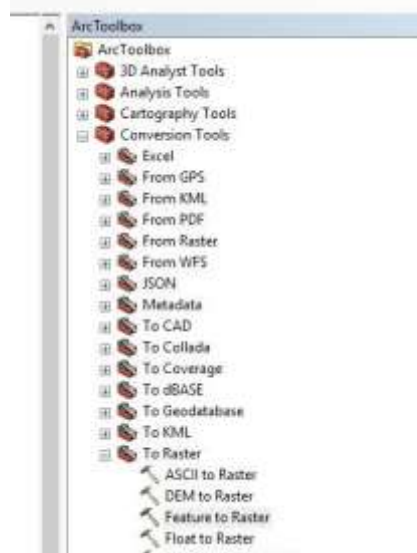 ArcToolbox
ArcToolbox
3D Analyst Tools
Analysis Tools
Cartography Tools
Conversion Tools
Excel
From GPS
From KML
From PDF
From Raster
From WFS
JSON
Metadata
To CAD
To Collada
To Coverage
To dBASE
To Geodatabase
To KML
To Raster
ASCII to Raster
DEM to Raster
Feature to Raster
Float to Raster